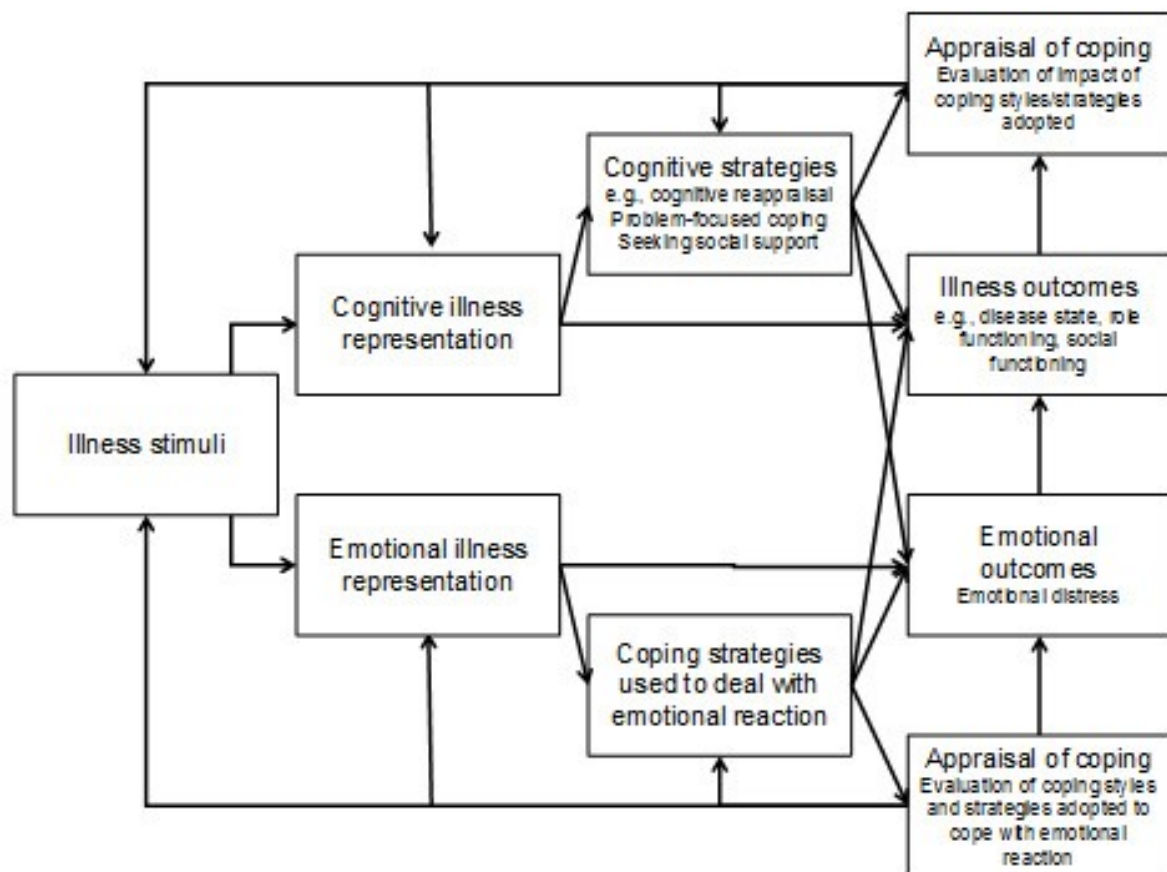 Appraisal of coping
Evaluation of impact of
coping styles/strategies
adopted
Cognitive strategies
e.g., cognitive reappraisal
Problem-focused coping
Seeking social support
Cognitive illness
representation
Illness outcomes
e.g., disease state, role
functioning, social
functioning
Illness stimuli
Emotional illness
representation
Emotional
outcomes
Emotional distress
Coping strategies
used to deal with
emotional reaction
Appraisal of coping
Evaluation of coping styles
and strategies adopted to
cope with emotional
reaction